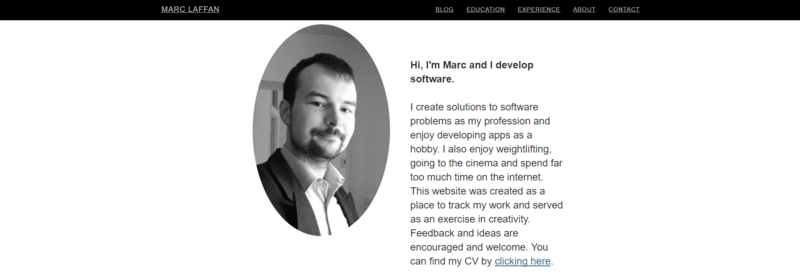 MARC LAFFAN
BLOG EDUCATION EXPERIENCE ABOUT CONTACT
Hi, I'm Marc and I develop
software.
I create solutions to software
problems as my profession and
enjoy developing apps as a
hobby. I also enjoy weightlifting,
going to the cinema and spend far
too much time on the internet.
This website was created as a
place to track my work and served
as an exercise in creativity.
Feedback and ideas are
encouraged and welcome. You
can find my CV by clicking here.